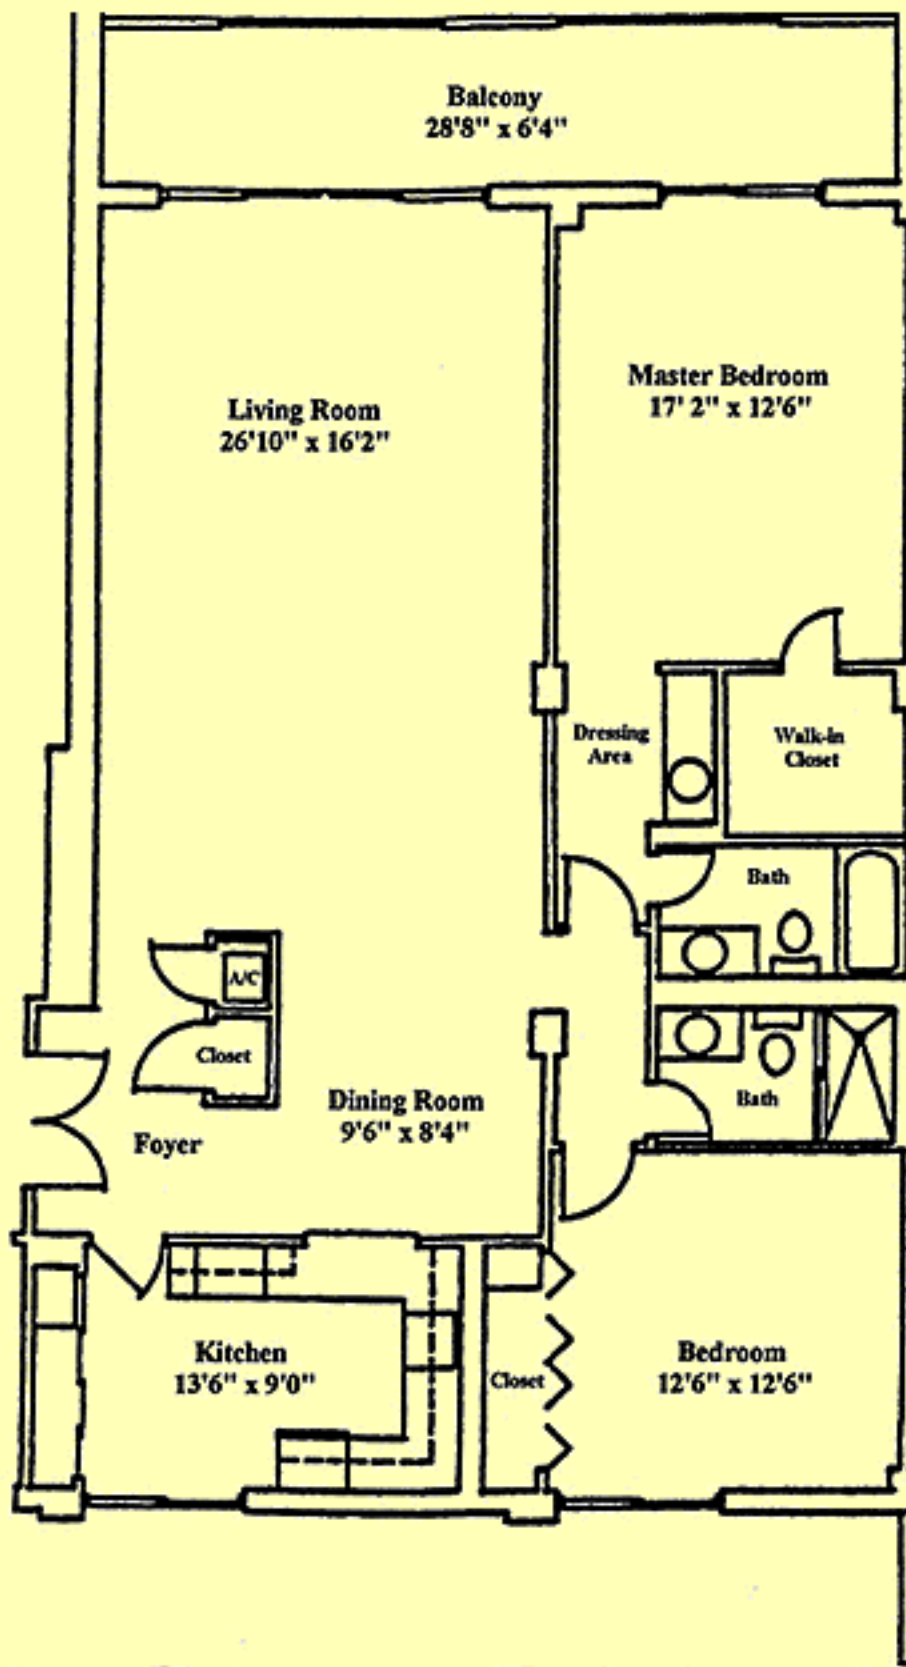 Balcony
28'8" x 6'4"
Living Room
26'10" x 16'2"
Master Bedroom
17' 2" x 12'6"
Dressing
Area
Walk-in
Closet
Bath
A/C
Closet
Dining Room
9'6" x 8'4"
Foyer
Bath
Kitchen
13'6" x 9'0"
Closet
Bedroom
12'6" x 12'6"